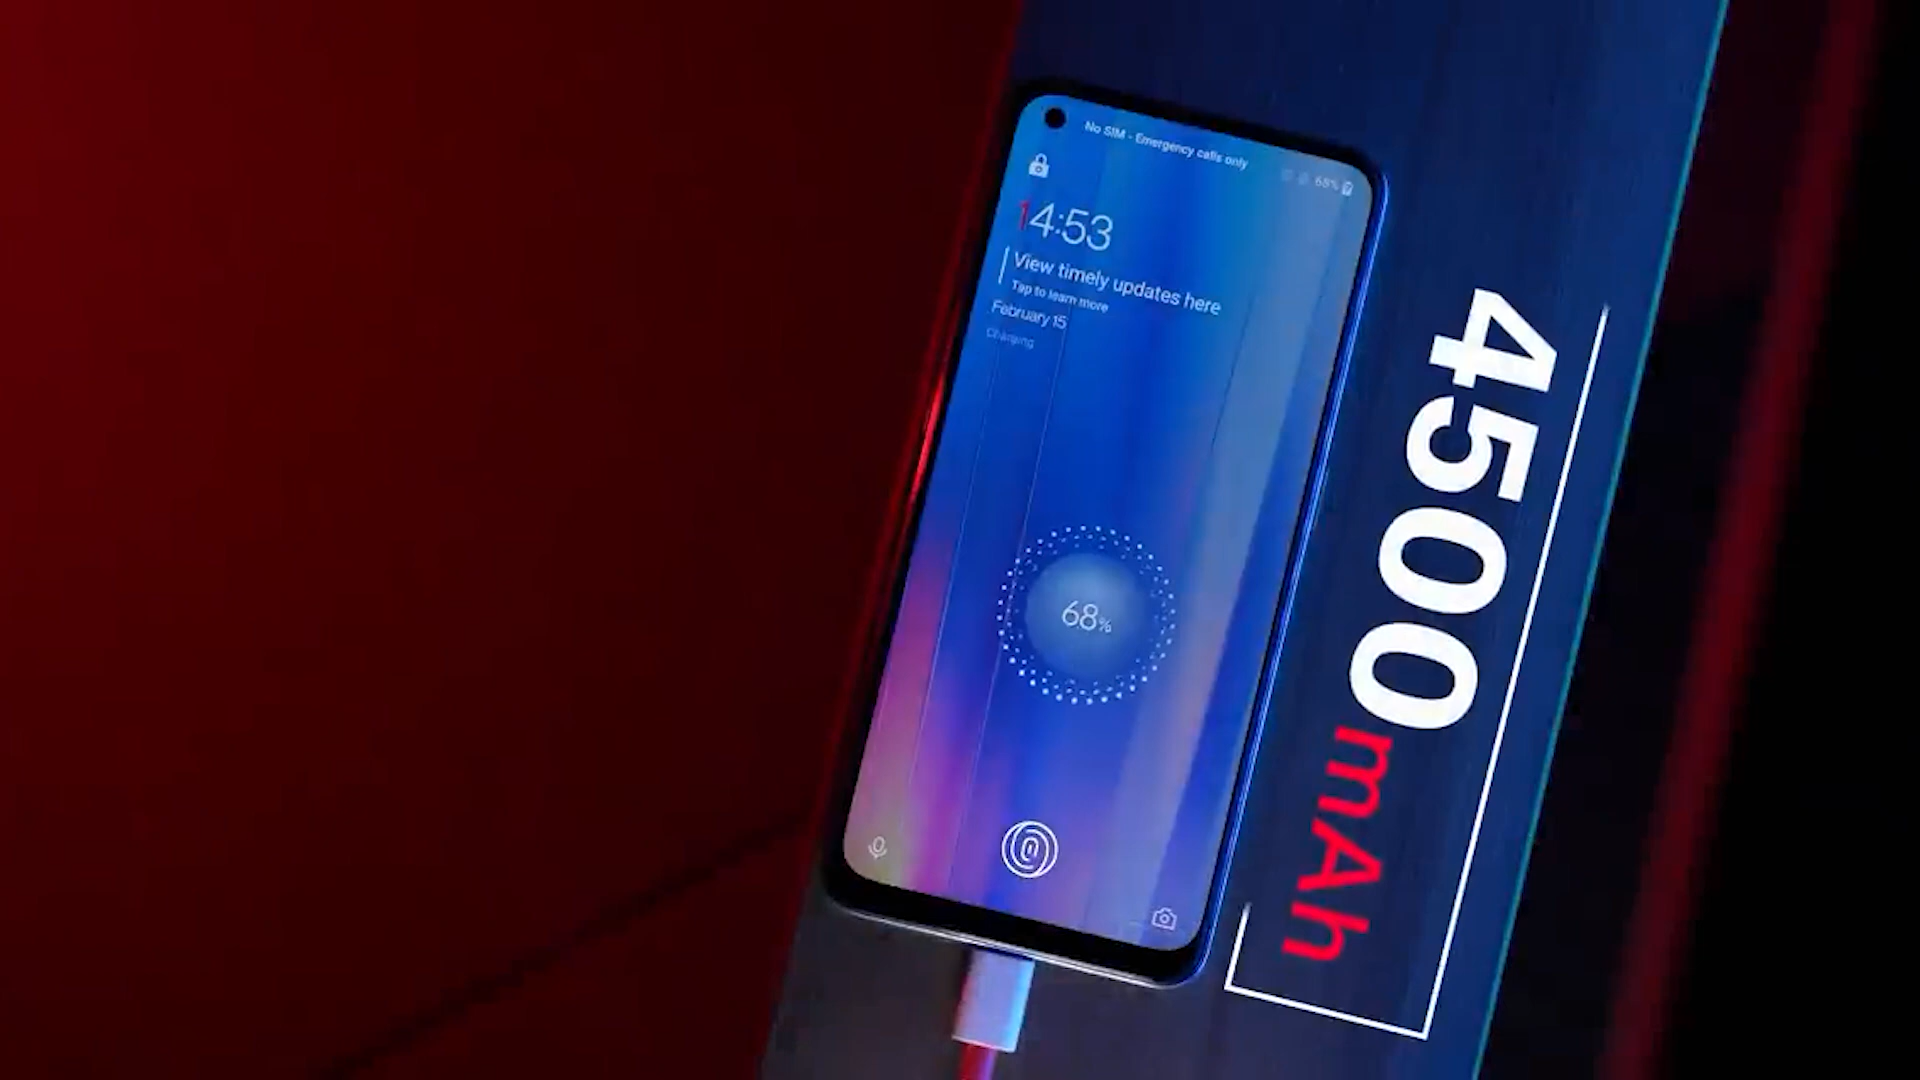 No SIM - Emergency calls only
68%
14:53
View timely updates here
Tap to learn more
February 15
Charging
68%
4500mAh